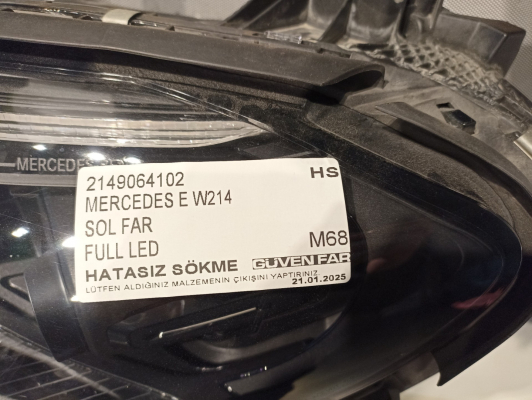 MERCEDES
2149064102 HS
MERCEDES E W214
SOL FAR
FULL LED M68
HATASIZ SÖKME GÜVEN FAR
LÜTFEN ALDIĞINIZ MALZEMENİN ÇIKIŞINI YAPTIRINIZ.
21.01.2025